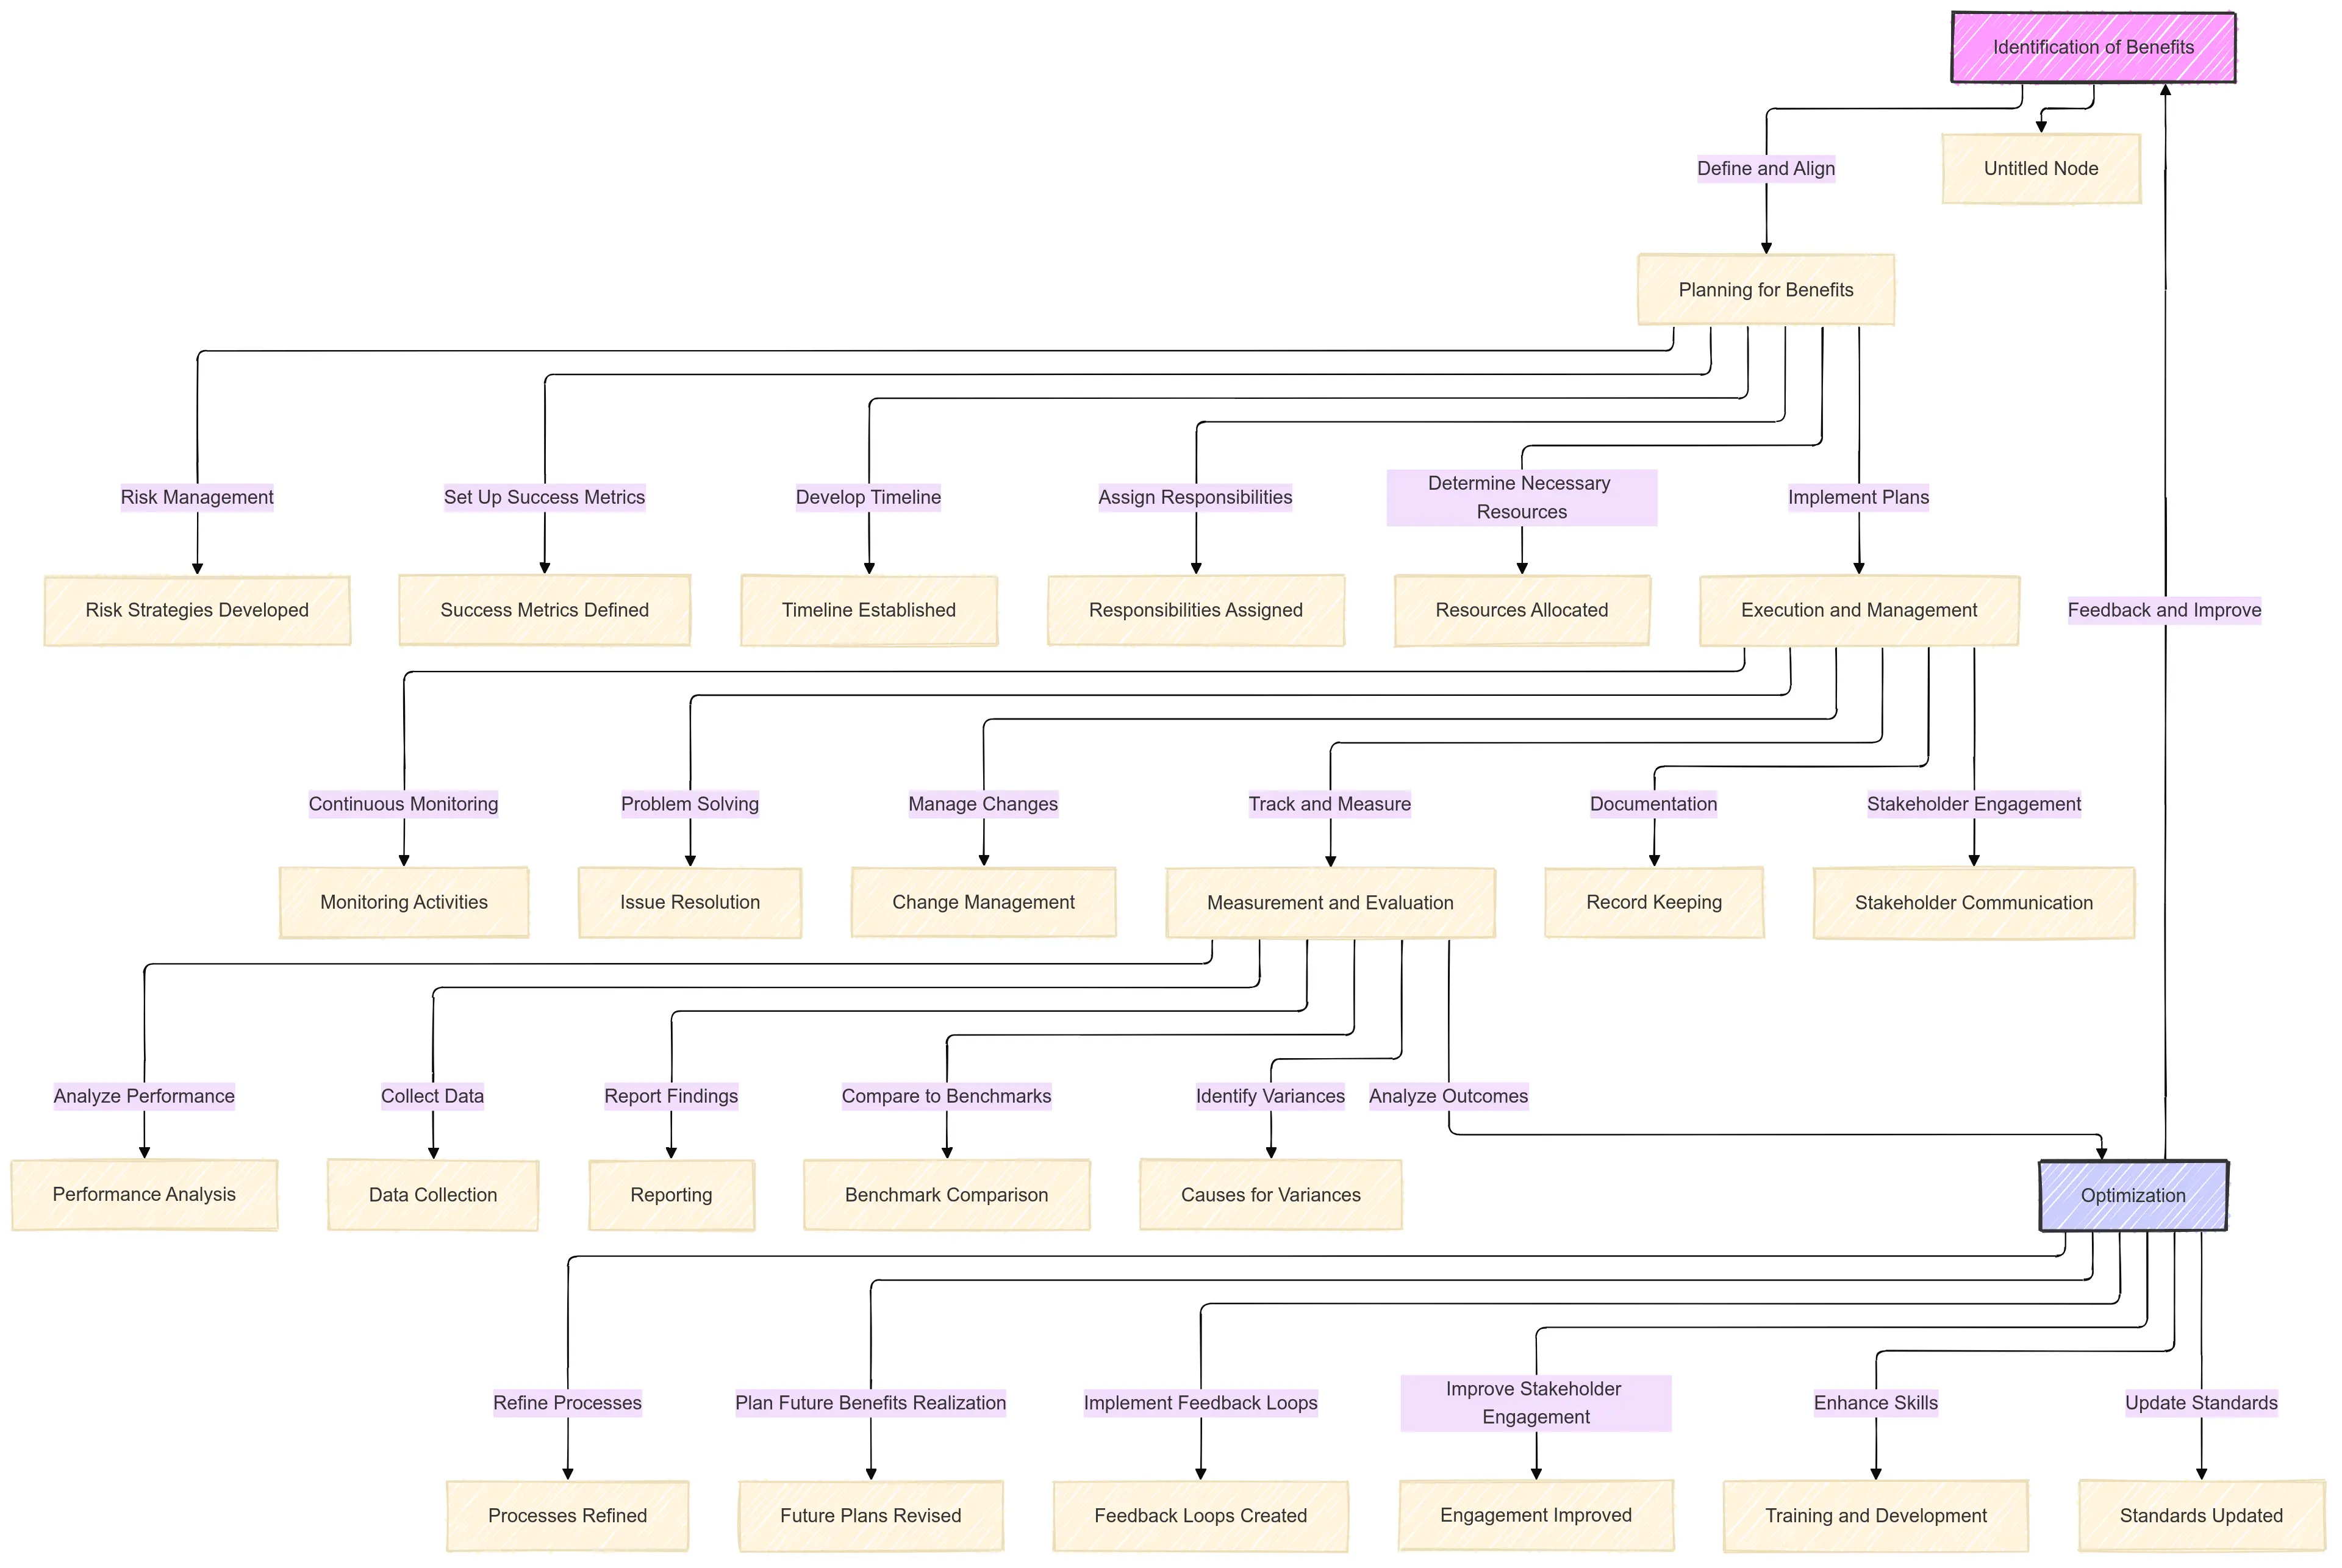 Identification of Benefits
Define and Align
Untitled Node
Planning for Benefits
Risk Management
Set Up Success Metrics
Develop Timeline
Assign Responsibilities
Determine Necessary
Resources
Implement Plans
Risk Strategies Developed
Success Metrics Defined
Timeline Established
Responsibilities Assigned
Resources Allocated
Execution and Management
Feedback and Improve
Continuous Monitoring
Problem Solving
Manage Changes
Track and Measure
Documentation
Stakeholder Engagement
Monitoring Activities
Issue Resolution
Change Management
Measurement and Evaluation
Record Keeping
Stakeholder Communication
Analyze Performance
Collect Data
Report Findings
Compare to Benchmarks
Identify Variances
Analyze Outcomes
Performance Analysis
Data Collection
Reporting
Benchmark Comparison
Causes for Variances
Optimization
Refine Processes
Plan Future Benefits Realization
Implement Feedback Loops
Improve Stakeholder
Engagement
Enhance Skills
Update Standards
Processes Refined
Future Plans Revised
Feedback Loops Created
Engagement Improved
Training and Development
Standards Updated